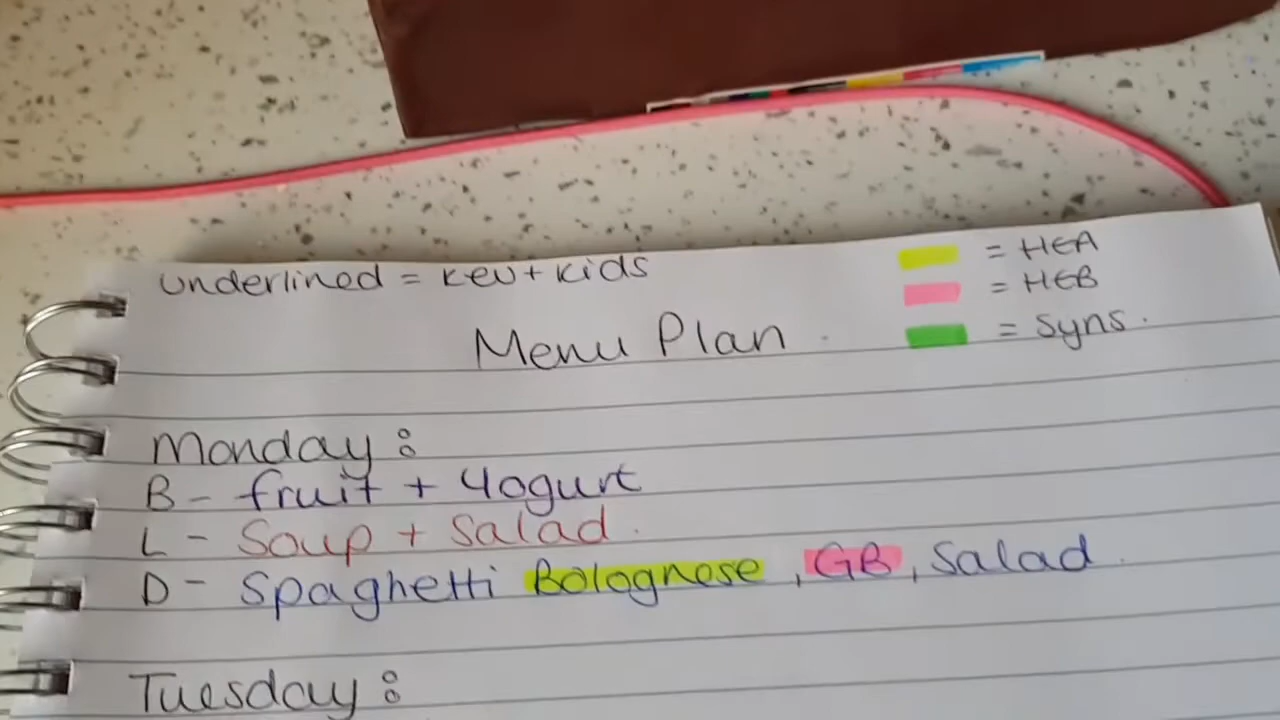 underlined = Kev + Kids
= HEA
= HEB
= Syns.
Menu Plan.
Monday:
B - fruit + Yogurt
L - Soup + Salad.
D - Spaghetti Bolognese, GB, Salad.
Tuesday: